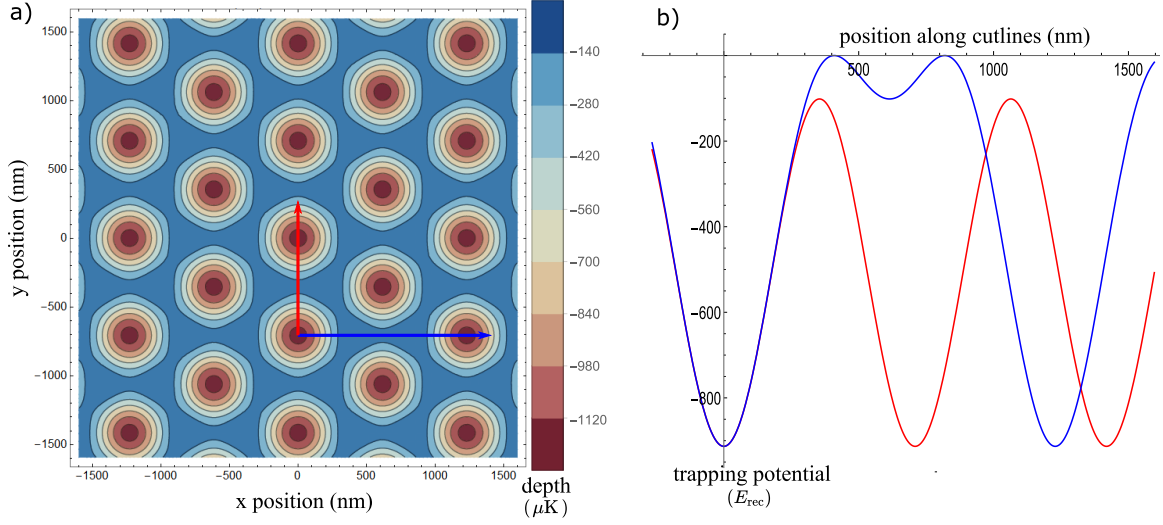 a)
1500
1000
500
0
−500
−1000
−1500
y position (nm)
−1500 −1000 −500 0 500 1000 1500
x position (nm)
−140
−280
−420
−560
−700
−840
−980
−1120
depth
(μK)
b)
position along cutlines (nm)
500 1000 1500
−200
−400
−600
−800
trapping potential
(Erec)